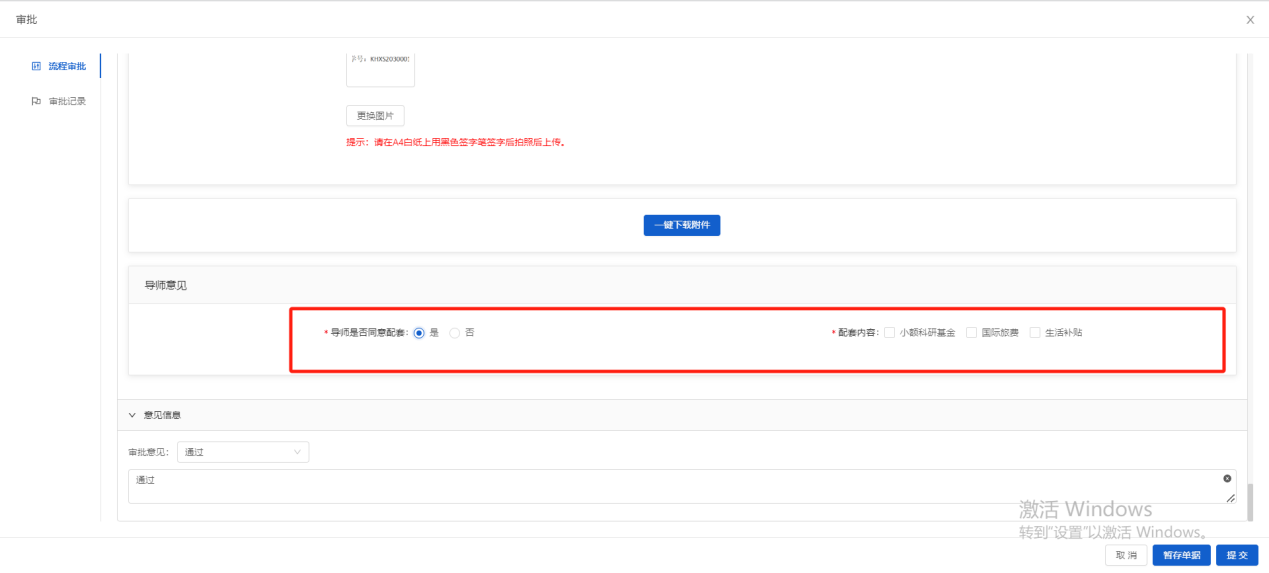 审批
X
流程审批
审批记录
更换图片
提示：请在A4白纸上用黑色签字笔签字后拍照后上传。
一键下载附件
导师意见
* 导师是否同意配套： 是 否 * 配套内容： 小额科研基金 国际旅费 生活补贴
意见信息
审批意见： 通过
通过
激活 Windows
转到"设置"以激活 Windows。
取 消 暂存单据 提 交